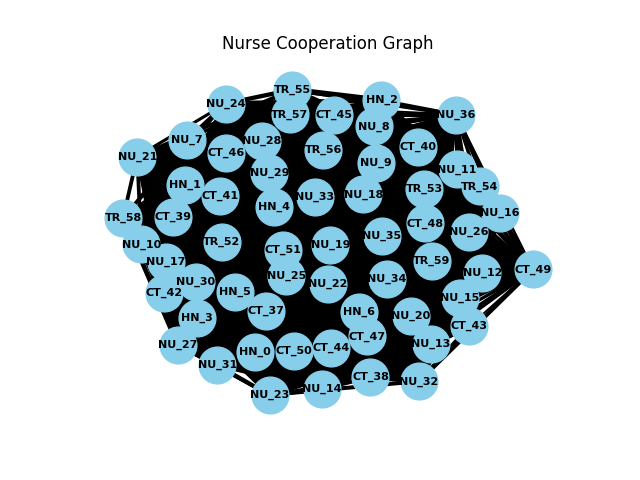 Nurse Cooperation Graph
TR_55
HN_2
NU_24
TR_57
CT_45
NU_36
NU_8
NU_7
NU_28
CT_40
CT_46
TR_56
NU_21
NU_9
NU_11
NU_29
HN_1
TR_53
TR_54
CT_41
NU_33
NU_18
HN_4
NU_16
TR_58
CT_39
CT_48
NU_26
NU_35
TR_52
NU_10
NU_19
CT_51
NU_17
TR_59
CT_49
NU_12
NU_25
NU_34
NU_30
NU_22
CT_42
HN_5
NU_15
CT_37
HN_6
NU_20
HN_3
CT_43
CT_47
NU_27
NU_13
CT_44
HN_0
CT_50
NU_31
CT_38
NU_32
NU_14
NU_23